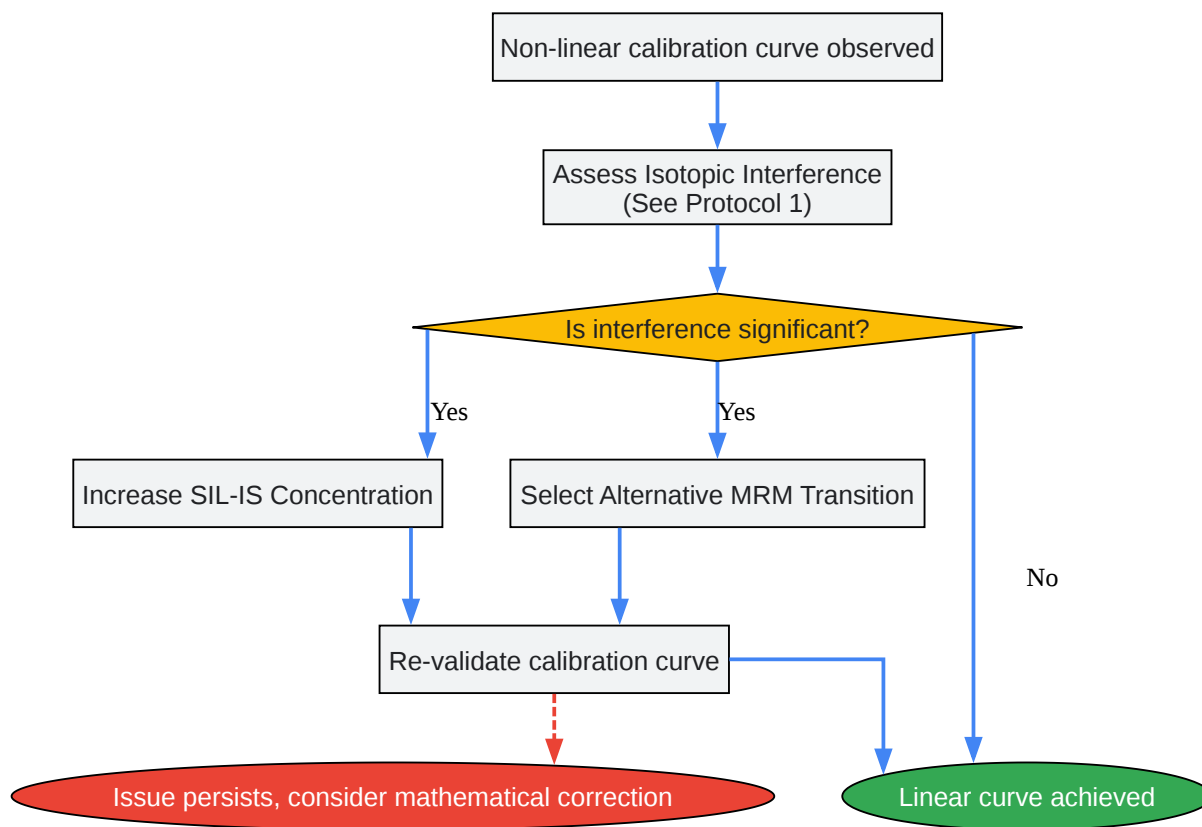 Non-linear calibration curve observed
Assess Isotopic Interference
(See Protocol 1)
Is interference significant?
Yes
Yes
Increase SIL-IS Concentration
Select Alternative MRM Transition
No
Re-validate calibration curve
Issue persists, consider mathematical correction
Linear curve achieved